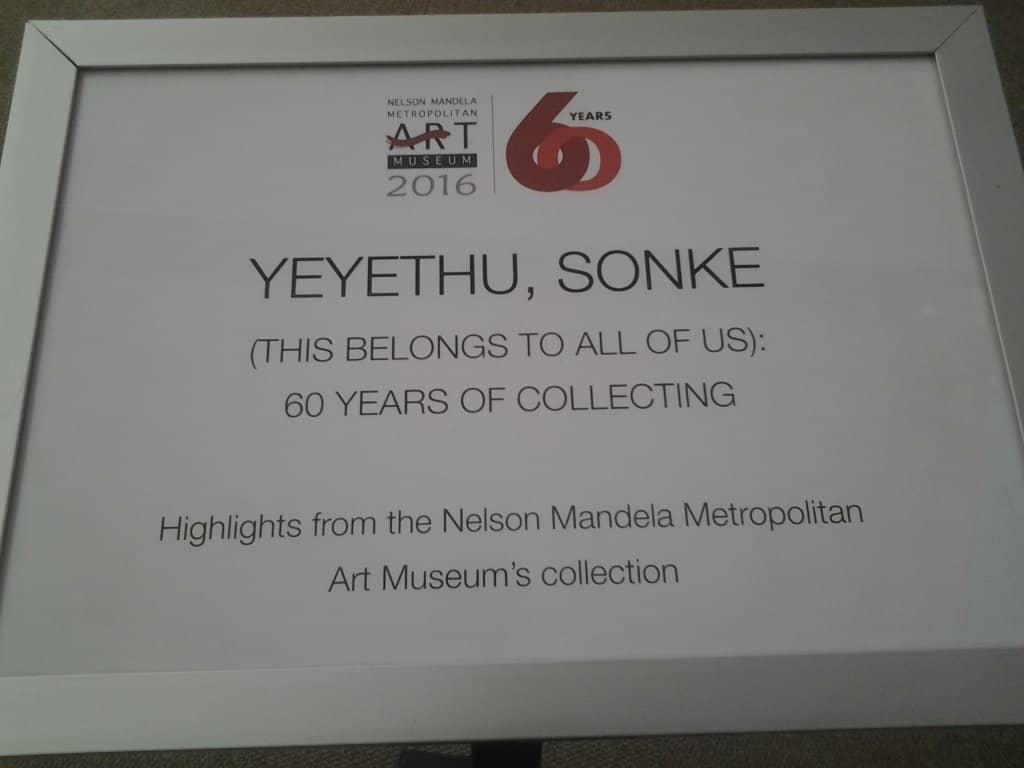 NELSON MANDELA
METROPOLITAN
ART
MUSEUM
2016
60 YEARS
YEYETHU, SONKE
(THIS BELONGS TO ALL OF US):
60 YEARS OF COLLECTING
Highlights from the Nelson Mandela Metropolitan
Art Museum's collection